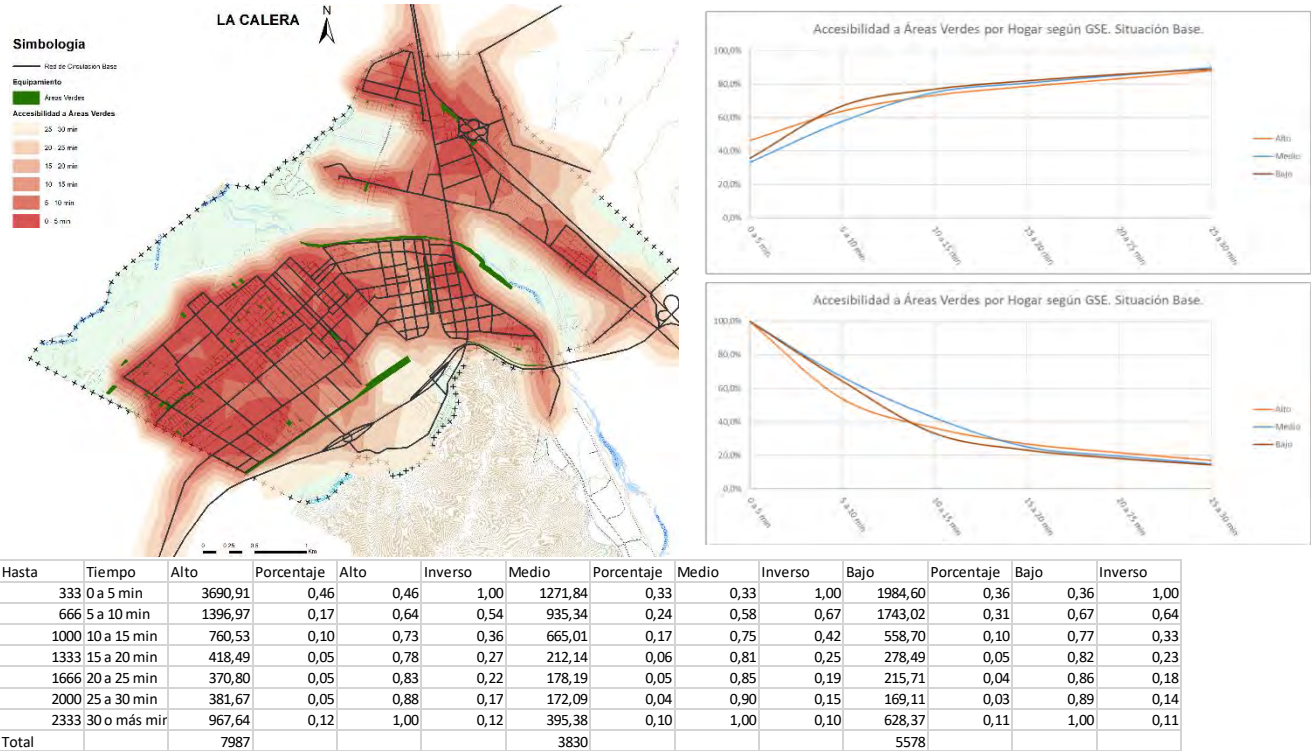 LA CALERA
N
Simbología
Red de Circulación Base
Equipamiento
Áreas Verdes
Accesibilidad a Áreas Verdes
25 30 min
20 25 min
15 20 min
10 15 min
5 10 min
0 5 min
0 0.25 0.5 1
Km
Accesibilidad a Áreas Verdes por Hogar según GSE. Situación Base.
100,0%
80,0%
60,0%
40,0%
20,0%
0,0%
0 a 5 min
5 a 10 min
10 a 15 min
15 a 20 min
20 a 25 min
25 a 30 min
Alto
Medio
Bajo
Accesibilidad a Áreas Verdes por Hogar según GSE. Situación Base.
100,0%
80,0%
60,0%
40,0%
20,0%
0,0%
0 a 5 min
5 a 10 min
10 a 15 min
15 a 20 min
20 a 25 min
25 a 30 min
Alto
Medio
Bajo
Hasta Tiempo Alto Porcentaje Alto Inverso Medio Porcentaje Medio Inverso Bajo Porcentaje Bajo Inverso
333 0 a 5 min 3690,91 0,46 0,46 1,00 1271,84 0,33 0,33 1,00 1984,60 0,36 0,36 1,00
666 5 a 10 min 1396,97 0,17 0,64 0,54 935,34 0,24 0,58 0,67 1743,02 0,31 0,67 0,64
1000 10 a 15 min 760,53 0,10 0,73 0,36 665,01 0,17 0,75 0,42 558,70 0,10 0,77 0,33
1333 15 a 20 min 418,49 0,05 0,78 0,27 212,14 0,06 0,81 0,25 278,49 0,05 0,82 0,23
1666 20 a 25 min 370,80 0,05 0,83 0,22 178,19 0,05 0,85 0,19 215,71 0,04 0,86 0,18
2000 25 a 30 min 381,67 0,05 0,88 0,17 172,09 0,04 0,90 0,15 169,11 0,03 0,89 0,14
2333 30 o más mir 967,64 0,12 1,00 0,12 395,38 0,10 1,00 0,10 628,37 0,11 1,00 0,11
Total 7987 3830 5578